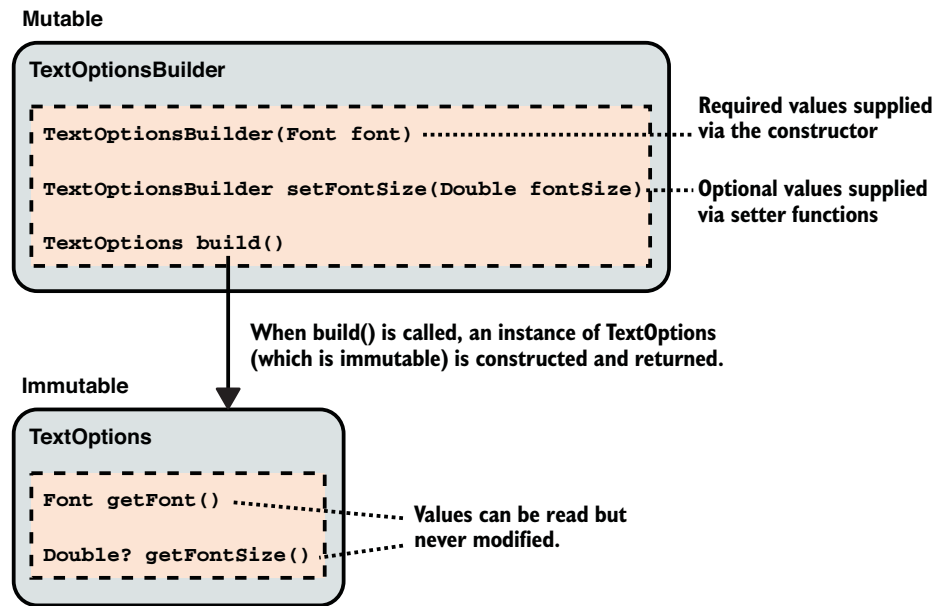 Mutable
TextOptionsBuilder
TextOptionsBuilder(Font font)
Required values supplied
via the constructor
TextOptionsBuilder setFontSize(Double fontSize)
Optional values supplied
via setter functions
TextOptions build()
When build() is called, an instance of TextOptions
(which is immutable) is constructed and returned.
Immutable
TextOptions
Font getFont()
Double? getFontSize()
Values can be read but
never modified.